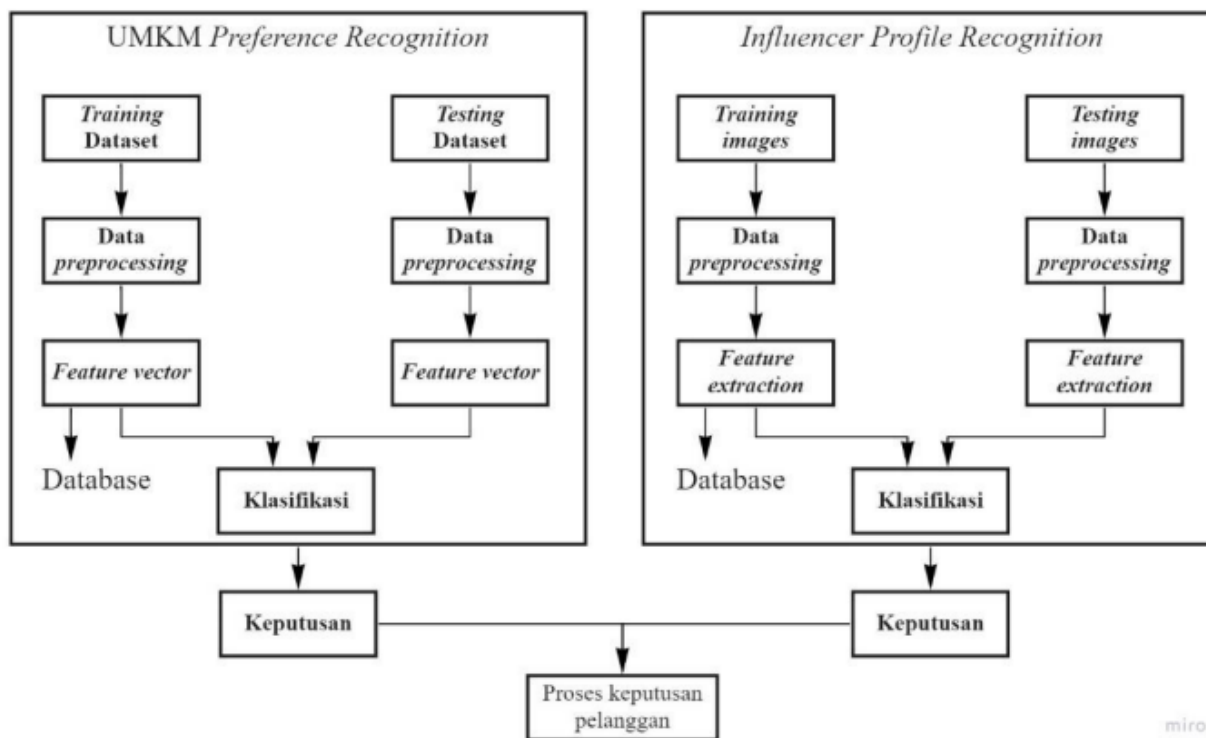 UMKM Preference Recognition
Training
Dataset
Testing
Dataset
Data
preprocessing
Data
preprocessing
Feature vector
Feature vector
Database
Klasifikasi
Keputusan
Influencer Profile Recognition
Training
images
Testing
images
Data
preprocessing
Data
preprocessing
Feature
extraction
Feature
extraction
Database
Klasifikasi
Keputusan
Proses keputusan
pelanggan
miro